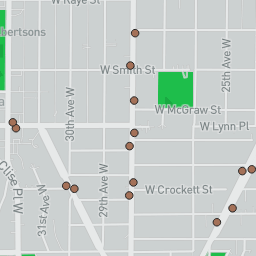 W Raye St
bertsons
W Smith St
25th Ave W
30th Ave W
W McGraw St
W Lynn Pl
Clise Pl W
29th Ave W
31st Ave W
W Crockett St